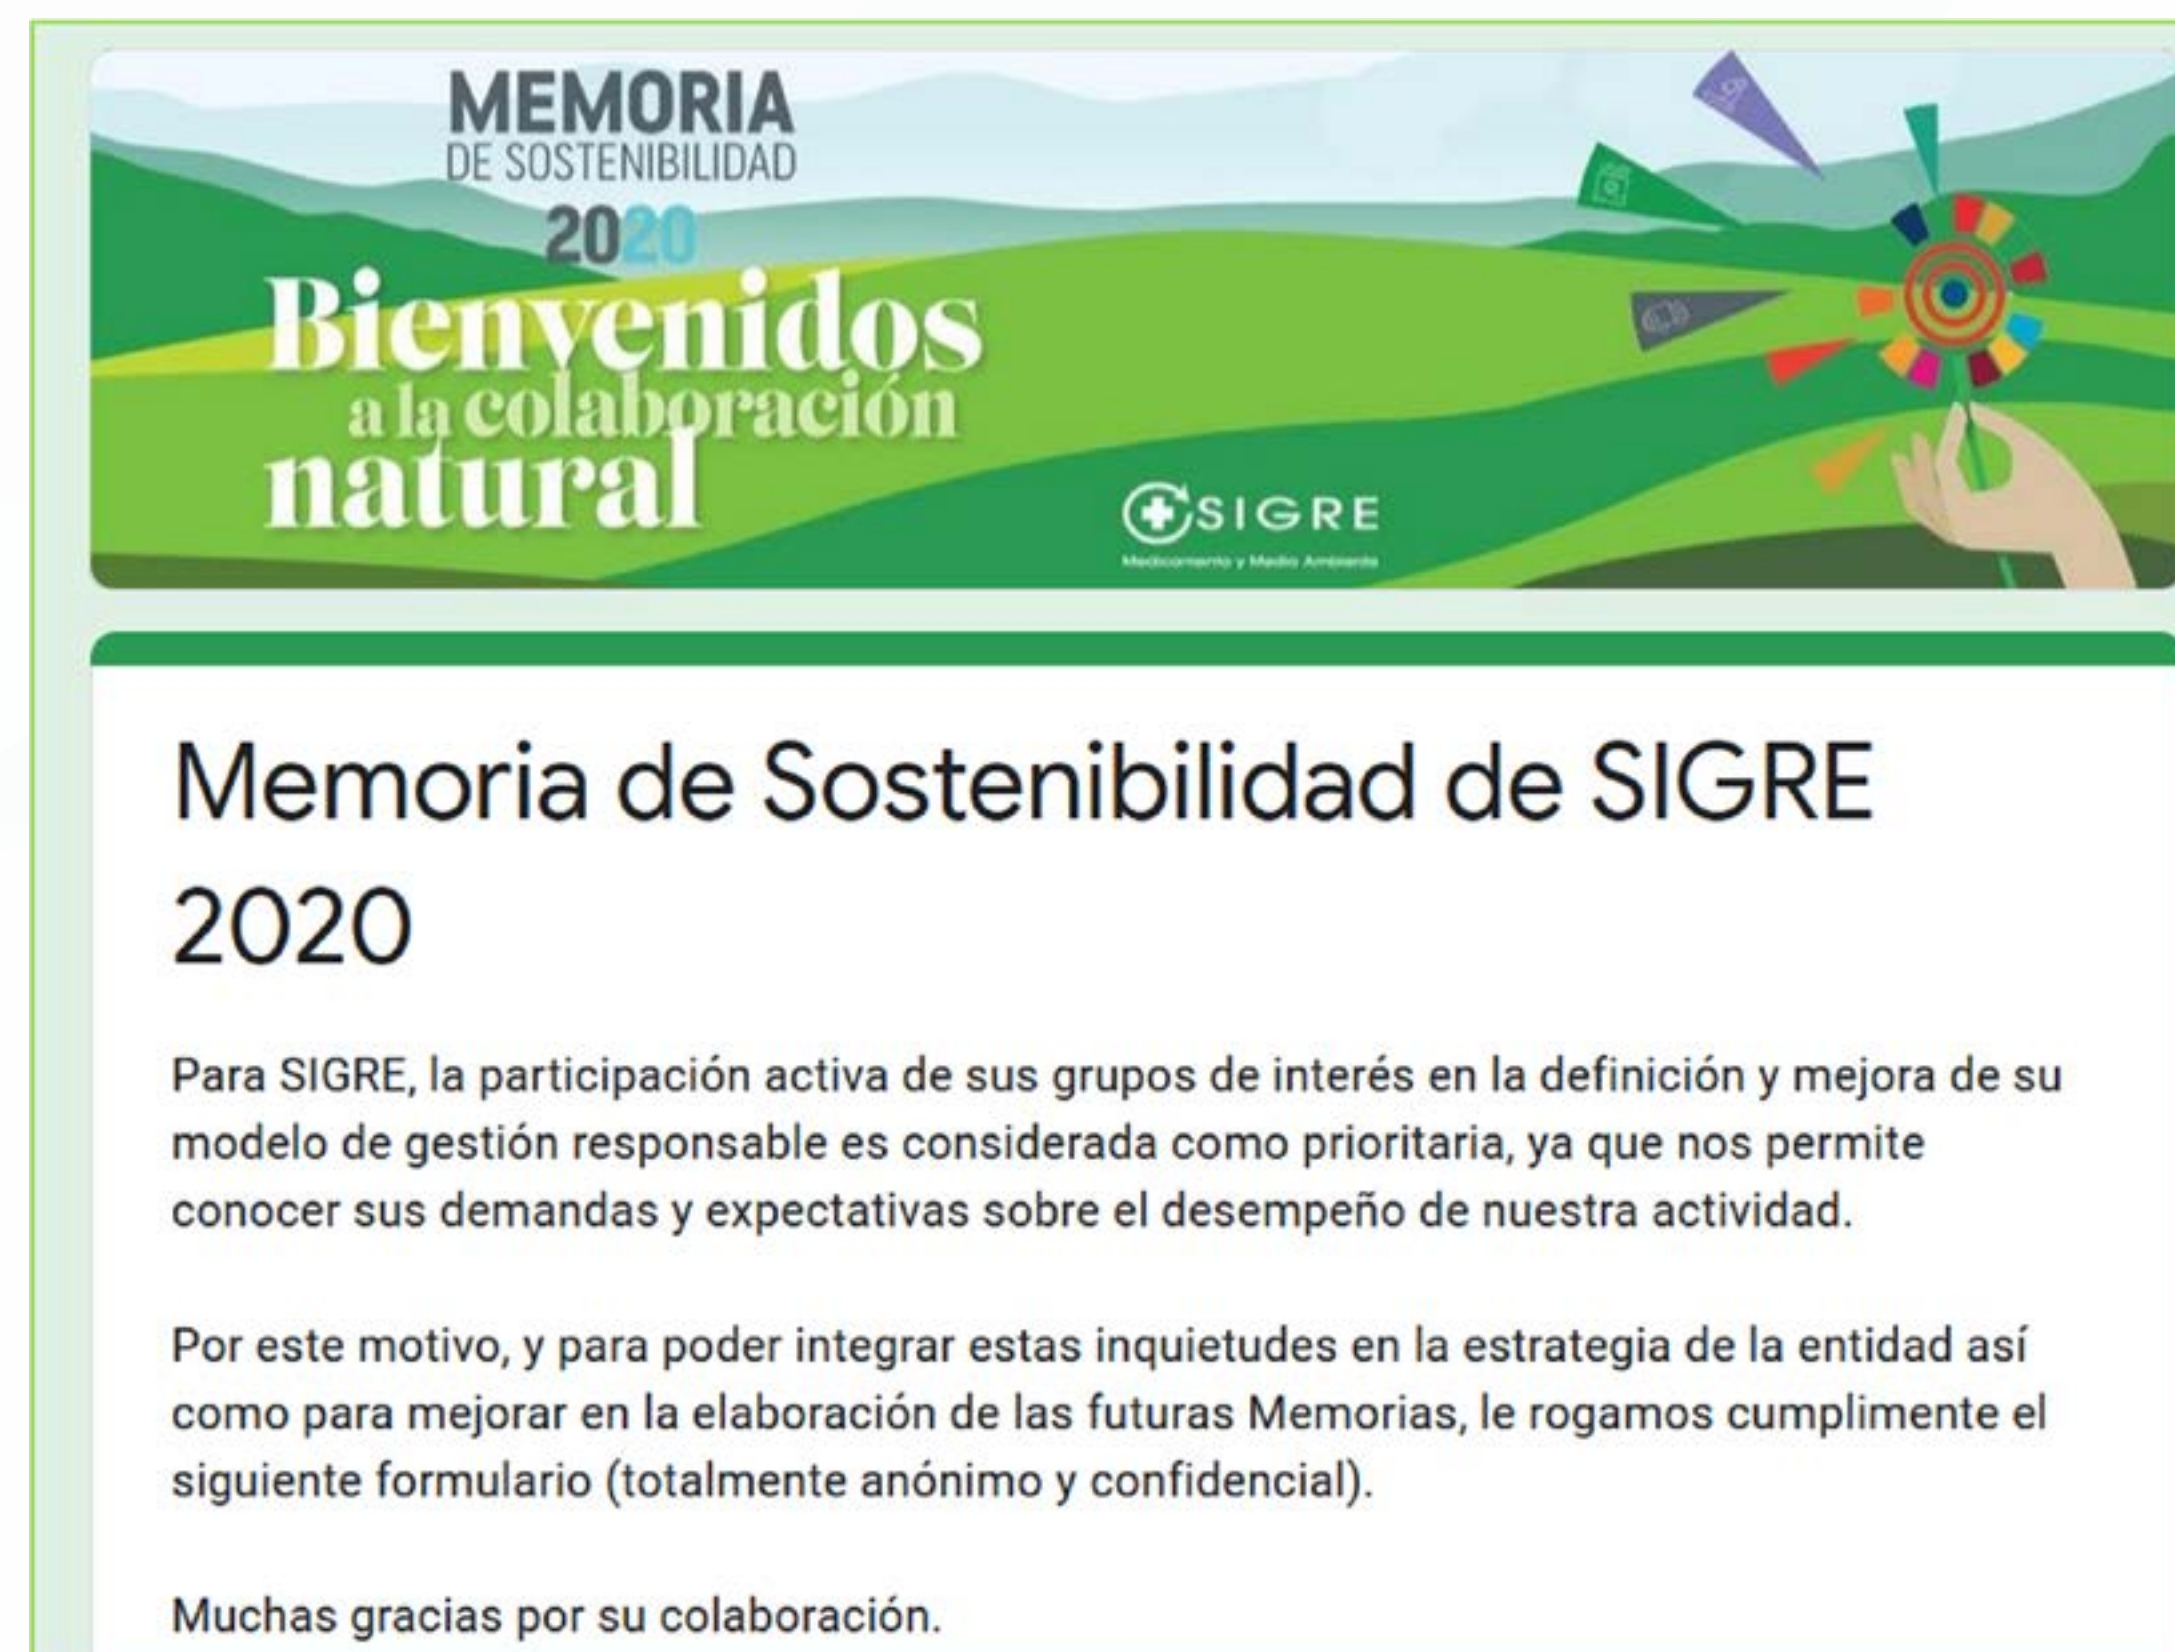 MEMORIA
DE SOSTENIBILIDAD
2020
Bienvenidos
a la colaboración
natural
SIGRE
Medicamento y Medio Ambiente
Memoria de Sostenibilidad de SIGRE
2020
Para SIGRE, la participación activa de sus grupos de interés en la definición y mejora de su
modelo de gestión responsable es considerada como prioritaria, ya que nos permite
conocer sus demandas y expectativas sobre el desempeño de nuestra actividad.
Por este motivo, y para poder integrar estas inquietudes en la estrategia de la entidad así
como para mejorar en la elaboración de las futuras Memorias, le rogamos cumplimente el
siguiente formulario (totalmente anónimo y confidencial).
Muchas gracias por su colaboración.